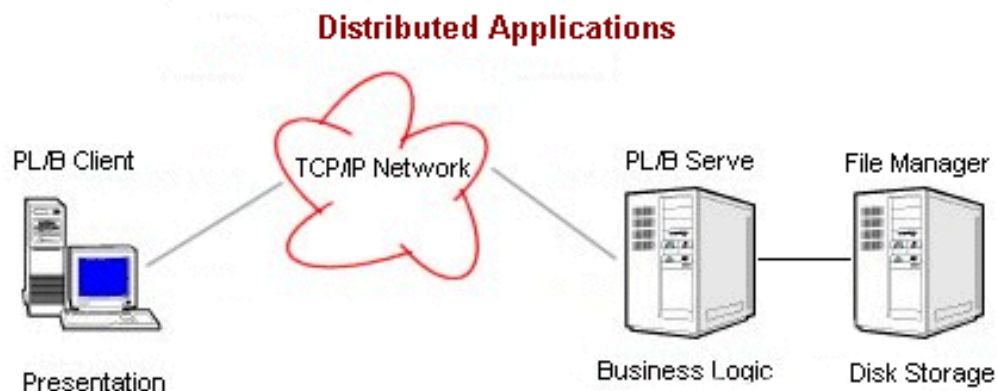 Distributed Applications
PL/B Client
TCP/IP Network
PL/B Serve
File Manager
Presentation
Business Logic
Disk Storage